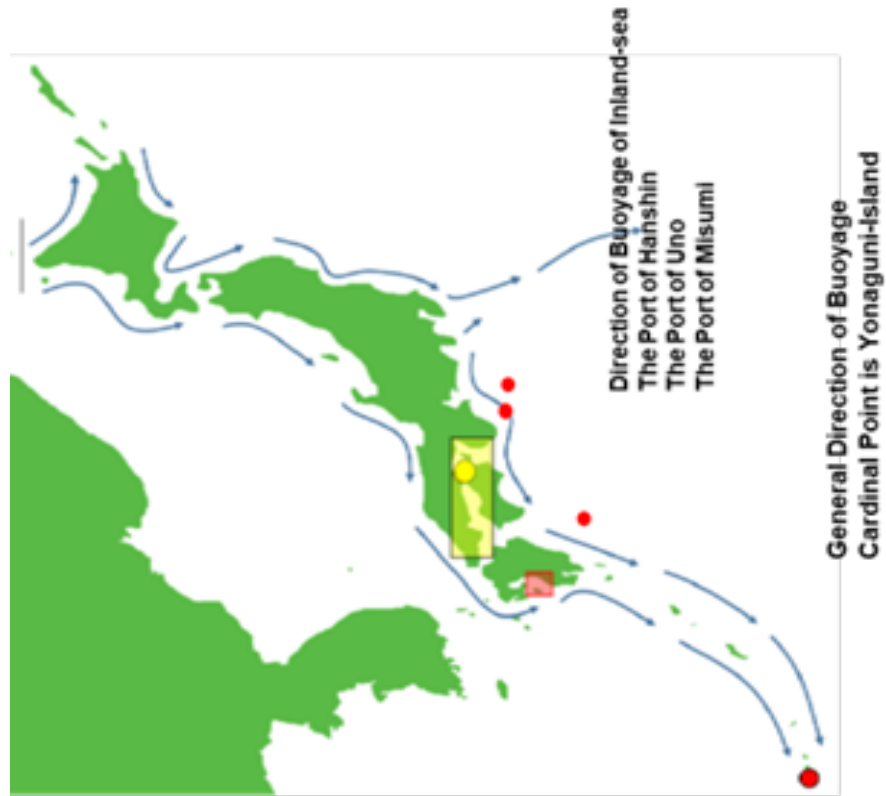 Direction of Buoyage of Inland-sea
The Port of Hanshin
The Port of Uno
The Port of Misumi
General Direction of Buoyage
Cardinal Point is Yonaguni-Island